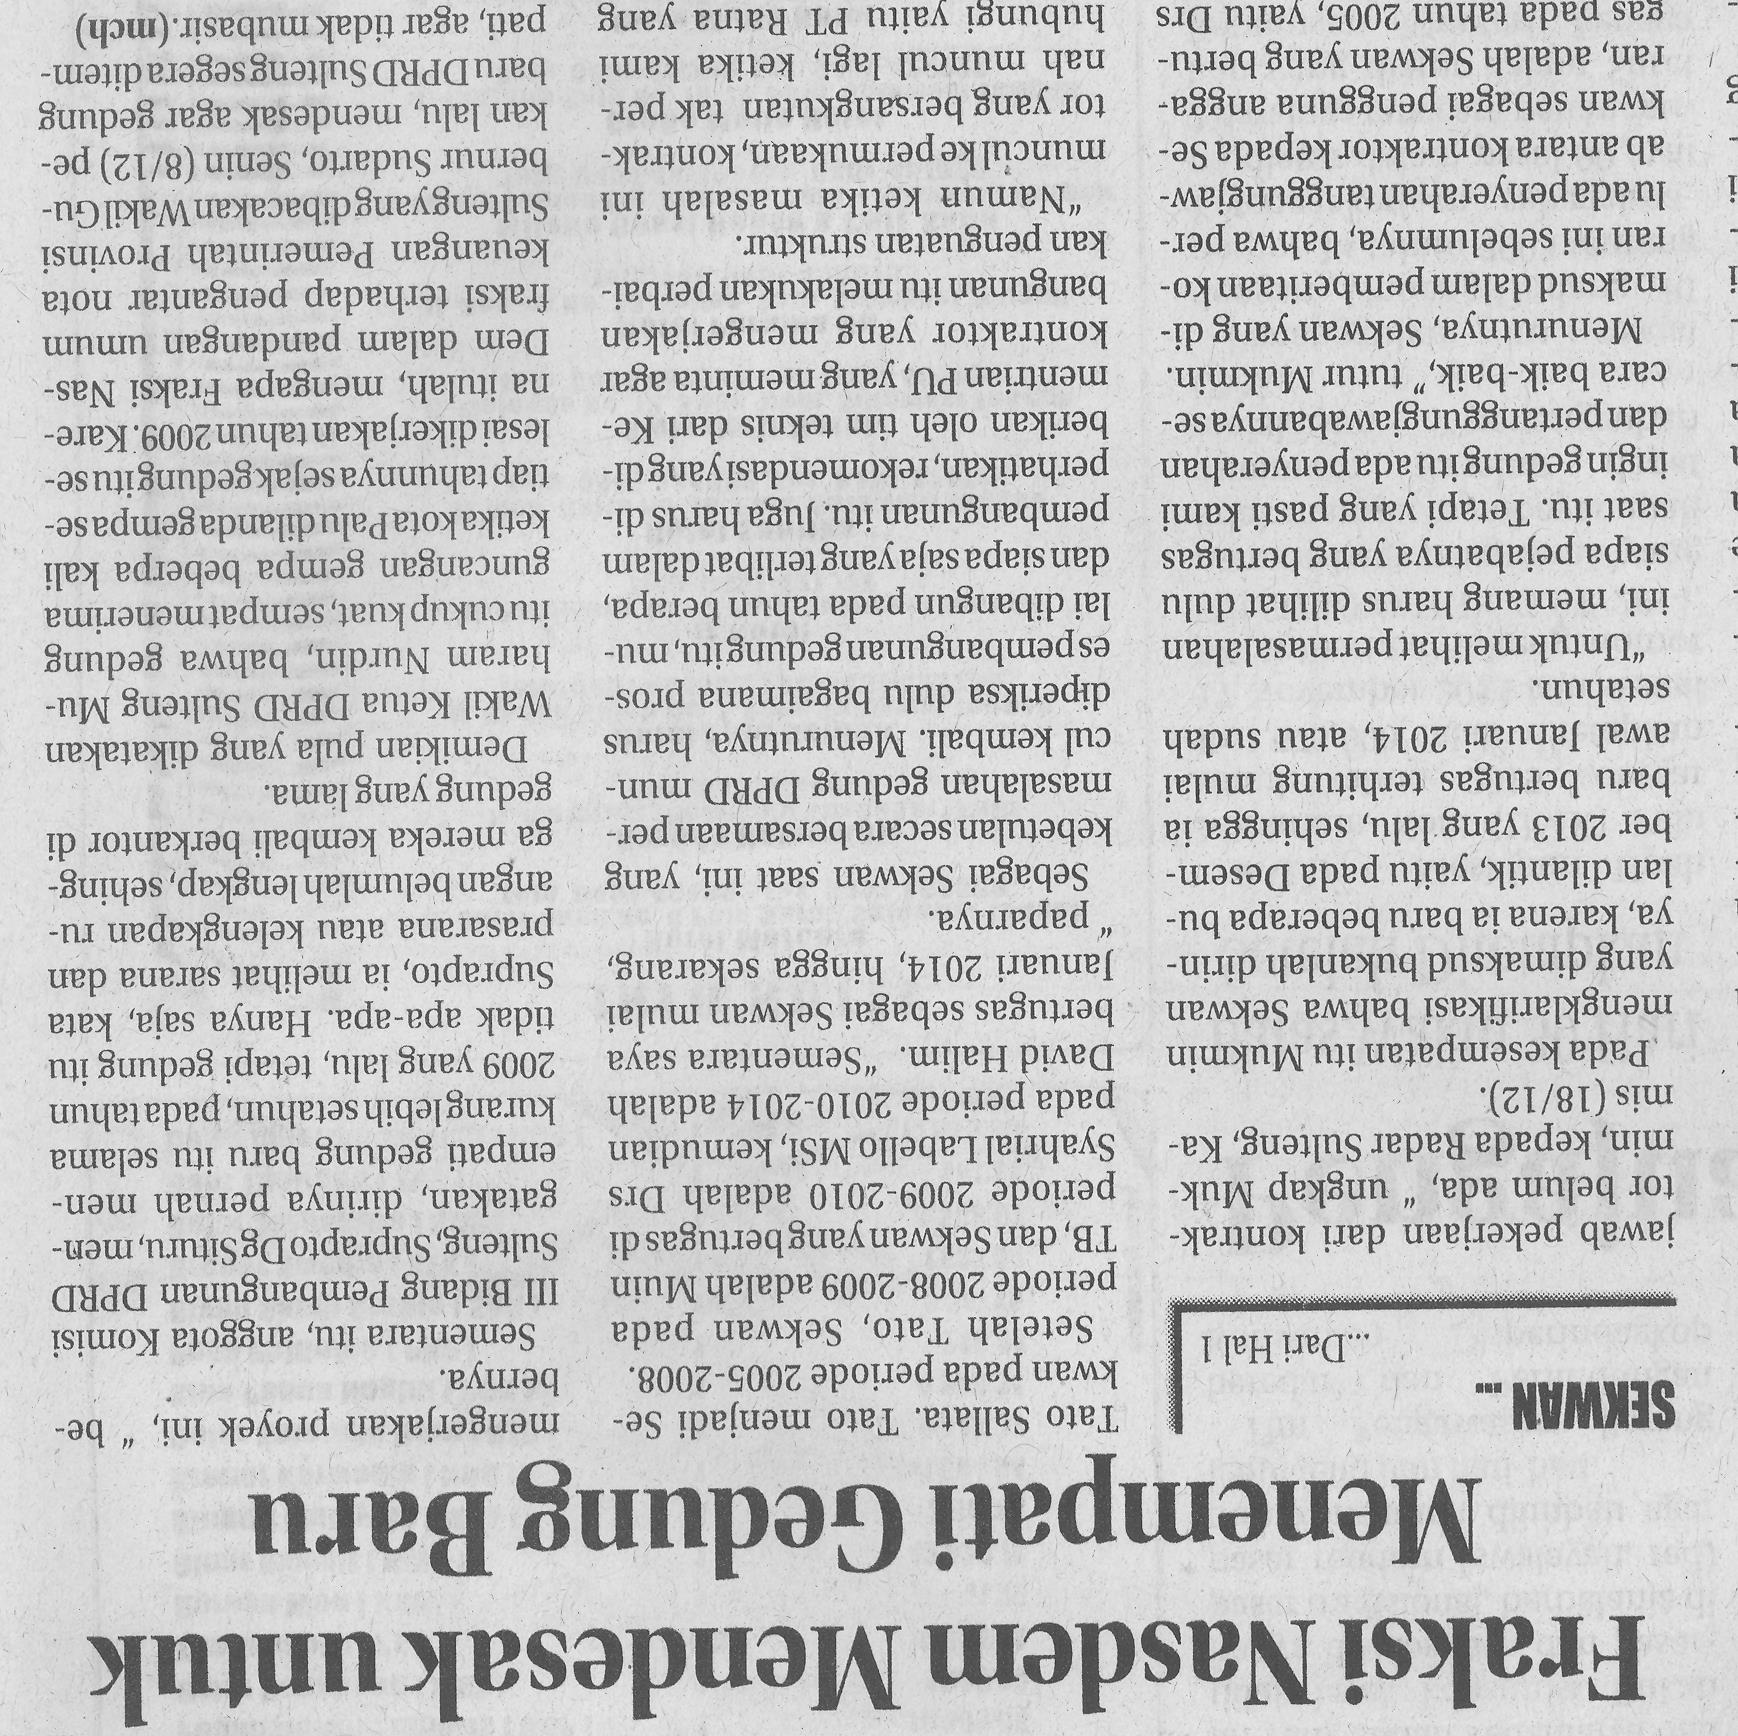 Fraksi Nasdem Mendesak untuk
Menempati Gedung Baru
SEKWAN ...
...Dari Hal 1
jawab pekerjaan dari kontrak-
tor belum ada, “ ungkap Muk-
min, kepada Radar Sulteng, Ka-
mis (18/12).
Pada kesempatan itu Mukmin
mengklarifikasi bahwa Sekwan
yang dimaksud bukanlah dirin-
ya, karena ia baru beberapa bu-
lan dilantik, yaitu pada Desem-
ber 2013 yang lalu, sehingga ia
baru bertugas terhitung mulai
awal Januari 2014, atau sudah
setahun.
“Untuk melihat permasalahan
ini, memang harus dilihat dulu
siapa pejabatnya yang bertugas
saat itu. Tetapi yang pasti kami
ingin gedung itu ada penyerahan
dan pertanggungjawabannya se-
cara baik-baik,” tutur Mukmin.
Menurutnya, Sekwan yang di-
maksud dalam pemberitaan ko-
ran ini sebelumnya, bahwa per-
lu ada penyerahan tanggungjaw-
ab antara kontraktor kepada Se-
kwan sebagai pengguna angga-
ran, adalah Sekwan yang bertu-
gas pada tahun 2005, yaitu Drs
Tato Sallata. Tato menjadi Se-
kwan pada periode 2005-2008.
Setelah Tato, Sekwan pada
periode 2008-2009 adalah Muin
TB, dan Sekwan yang bertugas di
periode 2009-2010 adalah Drs
Syahrial Labello MSi, kemudian
pada periode 2010-2014 adalah
David Halim. “Sementara saya
bertugas sebagai Sekwan mulai
Januari 2014, hingga sekarang,
“ paparnya.
Sebagai Sekwan saat ini, yang
kebetulan secara bersamaan per-
masalahan gedung DPRD mun-
cul kembali. Menurutnya, harus
diperiksa dulu bagaimana pros-
es pembangunan gedung itu, mu-
lai dibangun pada tahun berapa,
dan siapa saja yang terlibat dalam
pembangunan itu. Juga harus di-
perhatikan, rekomendasi yang di-
berikan oleh tim teknis dari Ke-
mentrian PU, yang meminta agar
kontraktor yang mengerjakan
bangunan itu melakukan perbai-
kan penguatan struktur.
“Namun ketika masalah ini
muncul ke permukaan, kontrak-
tor yang bersangkutan tak per-
nah muncul lagi, ketika kami
hubungi yaitu PT Ratna yang
mengerjakan proyek ini, “ be-
bernya.
Sementara itu, anggota Komisi
III Bidang Pembangunan DPRD
Sulteng, Suprapto Dg Situru, men-
gatakan, dirinya pernah men-
empati gedung baru itu selama
kurang lebih setahun, pada tahun
2009 yang lalu, tetapi gedung itu
tidak apa-apa. Hanya saja, kata
Suprapto, ia melihat sarana dan
prasarana atau kelengkapan ru-
angan belumlah lengkap, sehing-
ga mereka kembali berkantor di
gedung yang lama.
Demikian pula yang dikatakan
Wakil Ketua DPRD Sulteng Mu-
haram Nurdin, bahwa gedung
itu cukup kuat, sempat menerima
guncangan gempa beberpa kali
ketika kota Palu dilanda gempa se-
tiap tahunnya sejak gedung itu se-
lesai dikerjakan tahun 2009. Kare-
na itulah, mengapa Fraksi Nas-
Dem dalam pandangan umum
fraksi terhadap pengantar nota
keuangan Pemerintah Provinsi
Sulteng yang dibacakan Wakil Gu-
bernur Sudarto, Senin (8/12) pe-
kan lalu, mendesak agar gedung
baru DPRD Sulteng segera ditem-
pati, agar tidak mubasir.(mch)